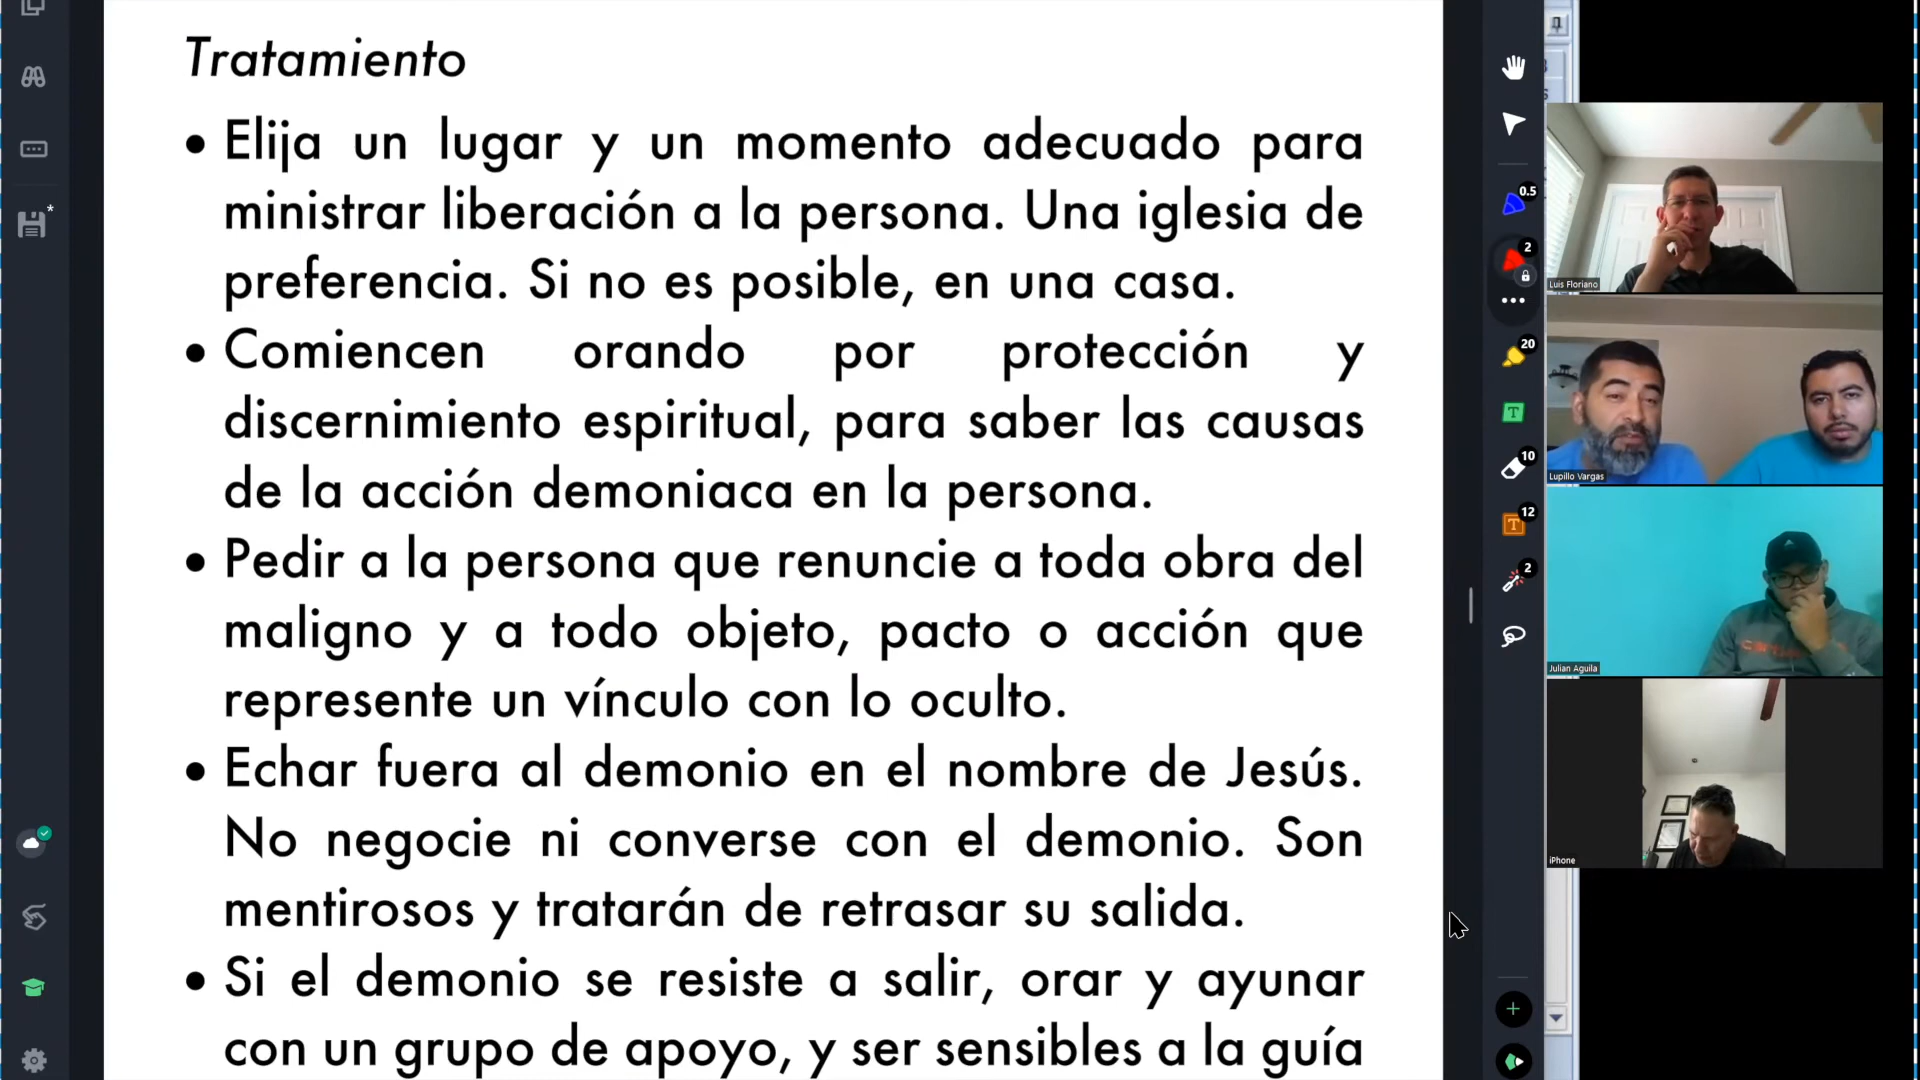 Tratamiento
• Elija un lugar y un momento adecuado para
ministrar liberación a la persona. Una iglesia de
preferencia. Si no es posible, en una casa.
• Comiencen orando por protección y
discernimiento espiritual, para saber las causas
de la acción demoniaca en la persona.
• Pedir a la persona que renuncie a toda obra del
maligno y a todo objeto, pacto o acción que
represente un vínculo con lo oculto.
• Echar fuera al demonio en el nombre de Jesús.
No negocie ni converse con el demonio. Son
mentirosos y tratarán de retrasar su salida.
• Si el demonio se resiste a salir, orar y ayunar
con un grupo de apoyo, y ser sensibles a la guía
0.5
2
20
T
10
T
12
2
Luis Floriano
Lupillo Vargas
Julian Aguila
iPhone